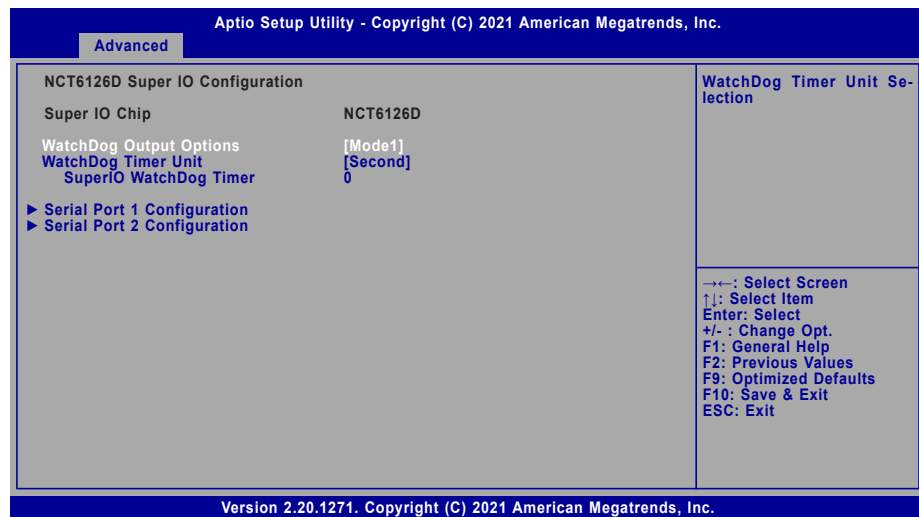 Aptio Setup Utility - Copyright (C) 2021 American Megatrends, Inc.
Advanced
NCT6126D Super IO Configuration
Super IO Chip NCT6126D
WatchDog Output Options [Mode1]
WatchDog Timer Unit [Second]
SuperIO WatchDog Timer 0
► Serial Port 1 Configuration
► Serial Port 2 Configuration
WatchDog Timer Unit Se-
lection
→←: Select Screen
↑↓: Select Item
Enter: Select
+/- : Change Opt.
F1: General Help
F2: Previous Values
F9: Optimized Defaults
F10: Save & Exit
ESC: Exit
Version 2.20.1271. Copyright (C) 2021 American Megatrends, Inc.